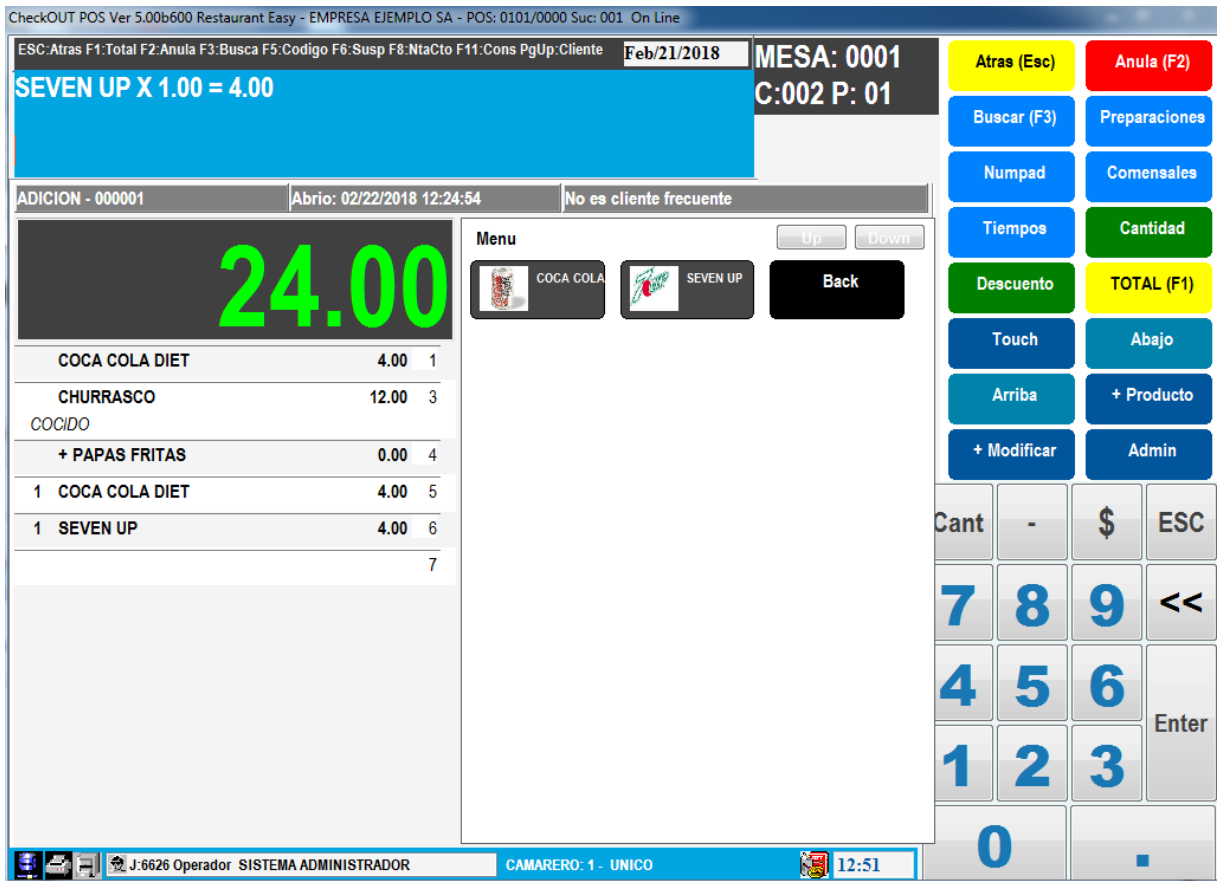 CheckOUT POS Ver 5.00b600 Restaurant Easy - EMPRESA EJEMPLO SA - POS: 0101/0000 Suc: 001 On Line
ESC:Atras F1:Total F2:Anula F3:Busca F5:Codigo F6:Susp F8:NtaCto F11:Cons PgUp:Cliente Feb/21/2018
MESA: 0001
C:002 P: 01
SEVEN UP X 1.00 = 4.00
ADICION - 000001 Abrio: 02/22/2018 12:24:54 No es cliente frecuente
24.00
COCA COLA DIET 4.00 1
CHURRASCO 12.00 3
COCIDO
+ PAPAS FRITAS 0.00 4
1 COCA COLA DIET 4.00 5
1 SEVEN UP 4.00 6
7
Menu Up Down
COCA COLA SEVEN UP Back
Atras (Esc) Anula (F2)
Buscar (F3) Preparaciones
Numpad Comensales
Tiempos Cantidad
Descuento TOTAL (F1)
Touch Abajo
Arriba + Producto
+ Modificar Admin
Cant - $ ESC
7 8 9 <<
4 5 6 Enter
1 2 3
0 .
J:6626 Operador SISTEMA ADMINISTRADOR CAMARERO: 1 - UNICO 12:51